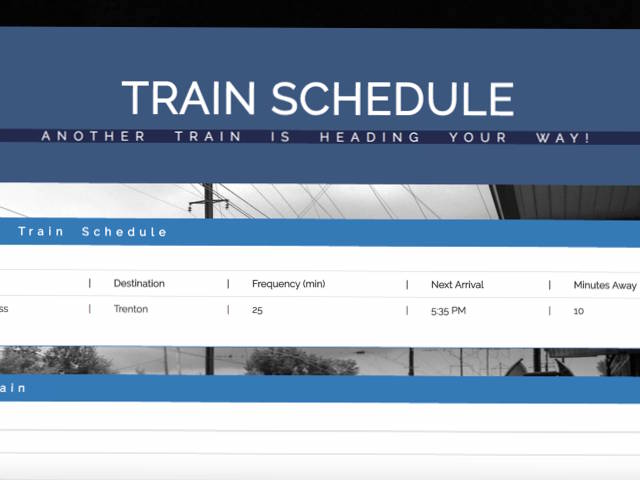 TRAIN SCHEDULE
ANOTHER TRAIN IS HEADING YOUR WAY!
Train Schedule
| Destination | Frequency (min) | Next Arrival | Minutes Away
ss | Trenton | 25 | 5:35 PM | 10
ain